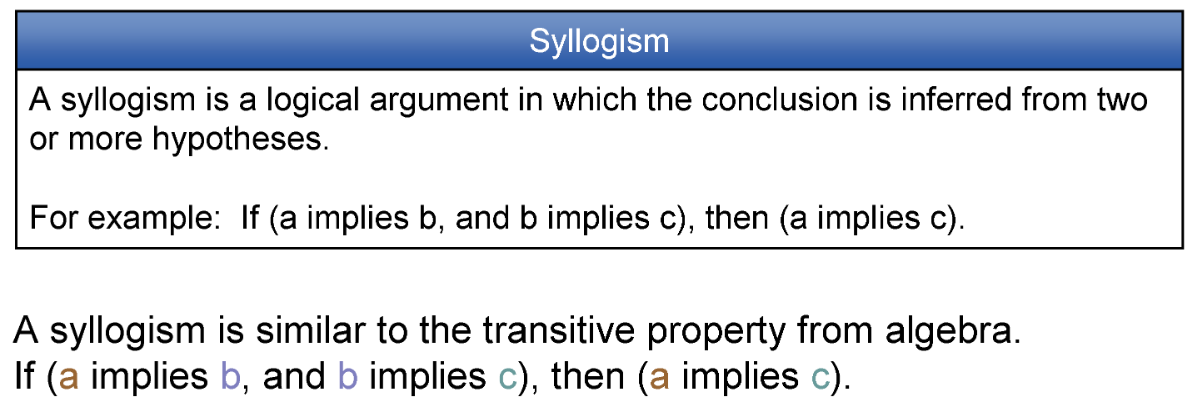 Syllogism
A syllogism is a logical argument in which the conclusion is inferred from two
or more hypotheses.
For example:  If (a implies b, and b implies c), then (a implies c).
A syllogism is similar to the transitive property from algebra.
If (a implies b, and b implies c), then (a implies c).